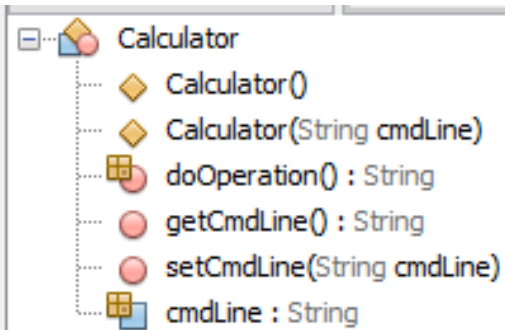 Calculator
Calculator()
Calculator(String cmdLine)
doOperation() : String
getCmdLine() : String
setCmdLine(String cmdLine)
cmdLine : String